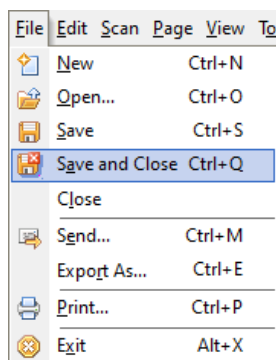 File Edit Scan Page View To
New Ctrl+N
Open... Ctrl+O
Save Ctrl+S
Save and Close Ctrl+Q
Close
Send... Ctrl+M
Export As... Ctrl+E
Print... Ctrl+P
Exit Alt+X